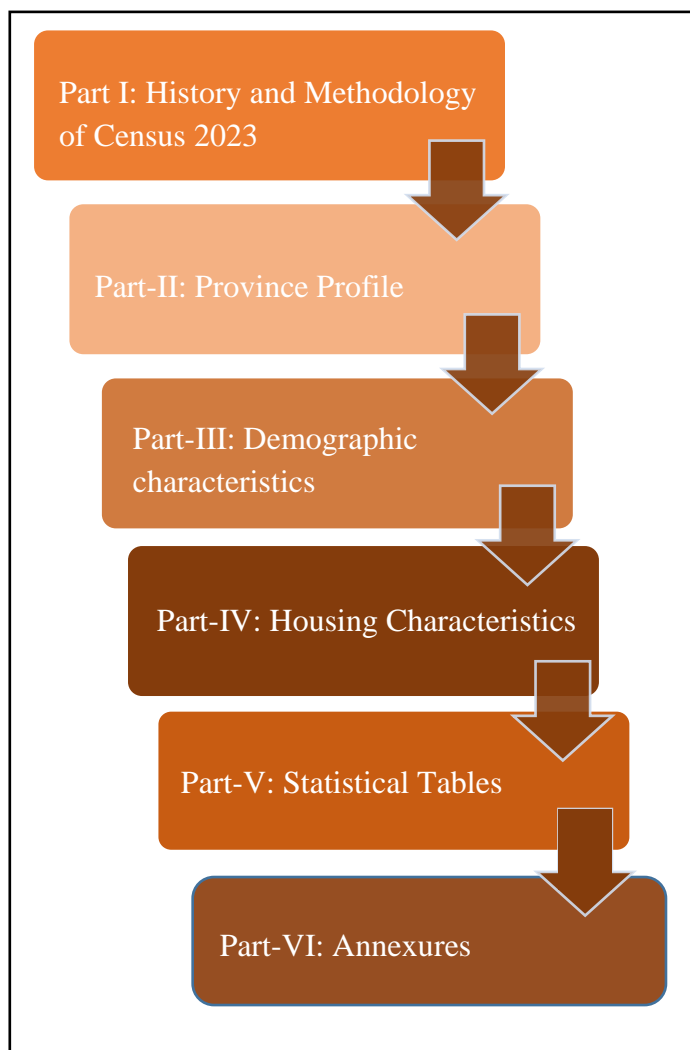 Part I: History and Methodology
of Census 2023
Part-II: Province Profile
Part-III: Demographic
characteristics
Part-IV: Housing Characteristics
Part-V: Statistical Tables
Part-VI: Annexures